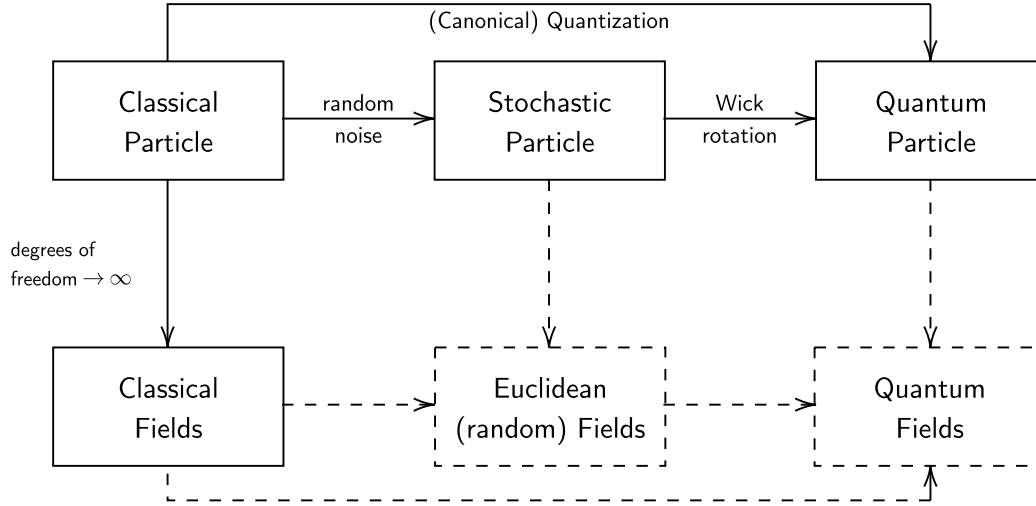 (Canonical) Quantization
Classical
Particle
random
noise
Stochastic
Particle
Wick
rotation
Quantum
Particle
degrees of
freedom → ∞
Classical
Fields
Euclidean
(random) Fields
Quantum
Fields